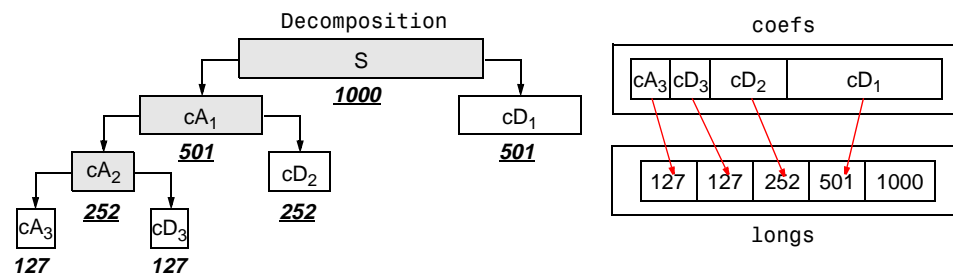 Decomposition
S
1000
cA3
cD1
501
501
cA1
cA2
cD2
252
252
cA3
cD3
127
127
coefs
cA3 cD3 cD2 cD1
127 127 252 501 1000
longs